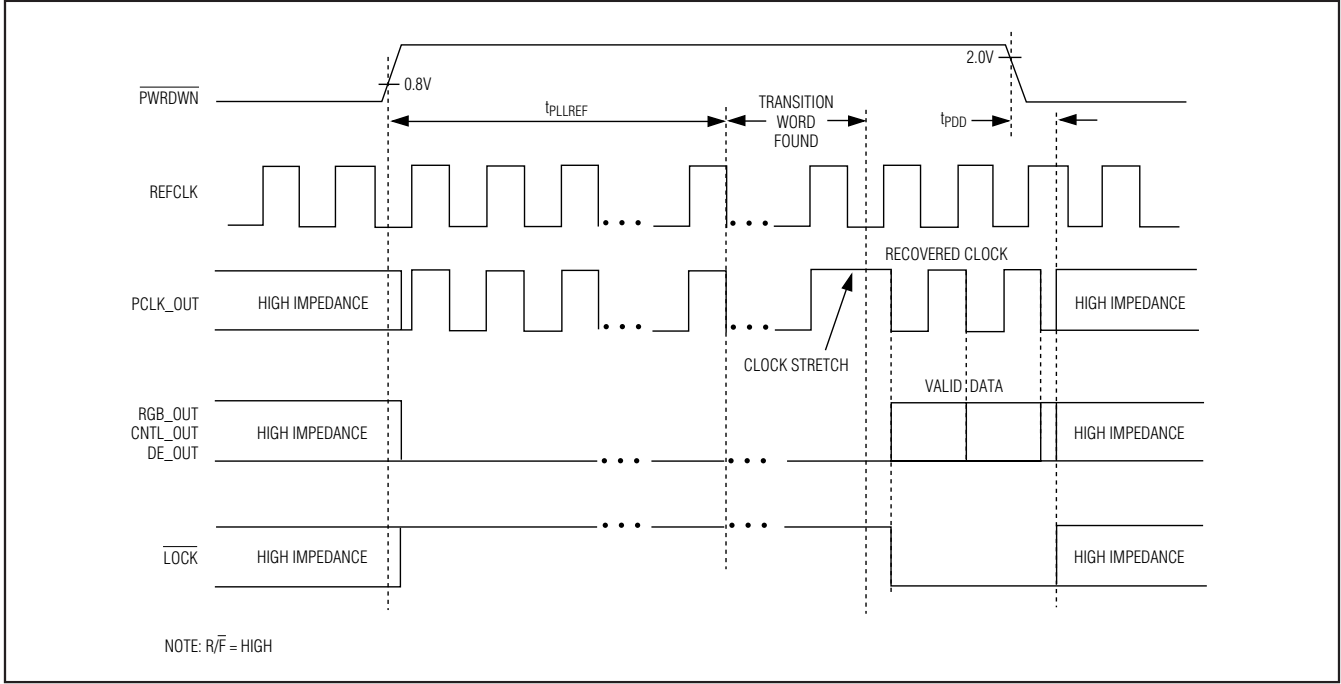 PWRDWN
0.8V
2.0V
tPLLREF
TRANSITION
WORD
FOUND
tPDD
REFCLK
RECOVERED CLOCK
PCLK_OUT
HIGH IMPEDANCE
HIGH IMPEDANCE
CLOCK STRETCH
VALID DATA
RGB_OUT
CNTL_OUT
DE_OUT
HIGH IMPEDANCE
HIGH IMPEDANCE
LOCK
HIGH IMPEDANCE
HIGH IMPEDANCE
NOTE: R/F̅ = HIGH